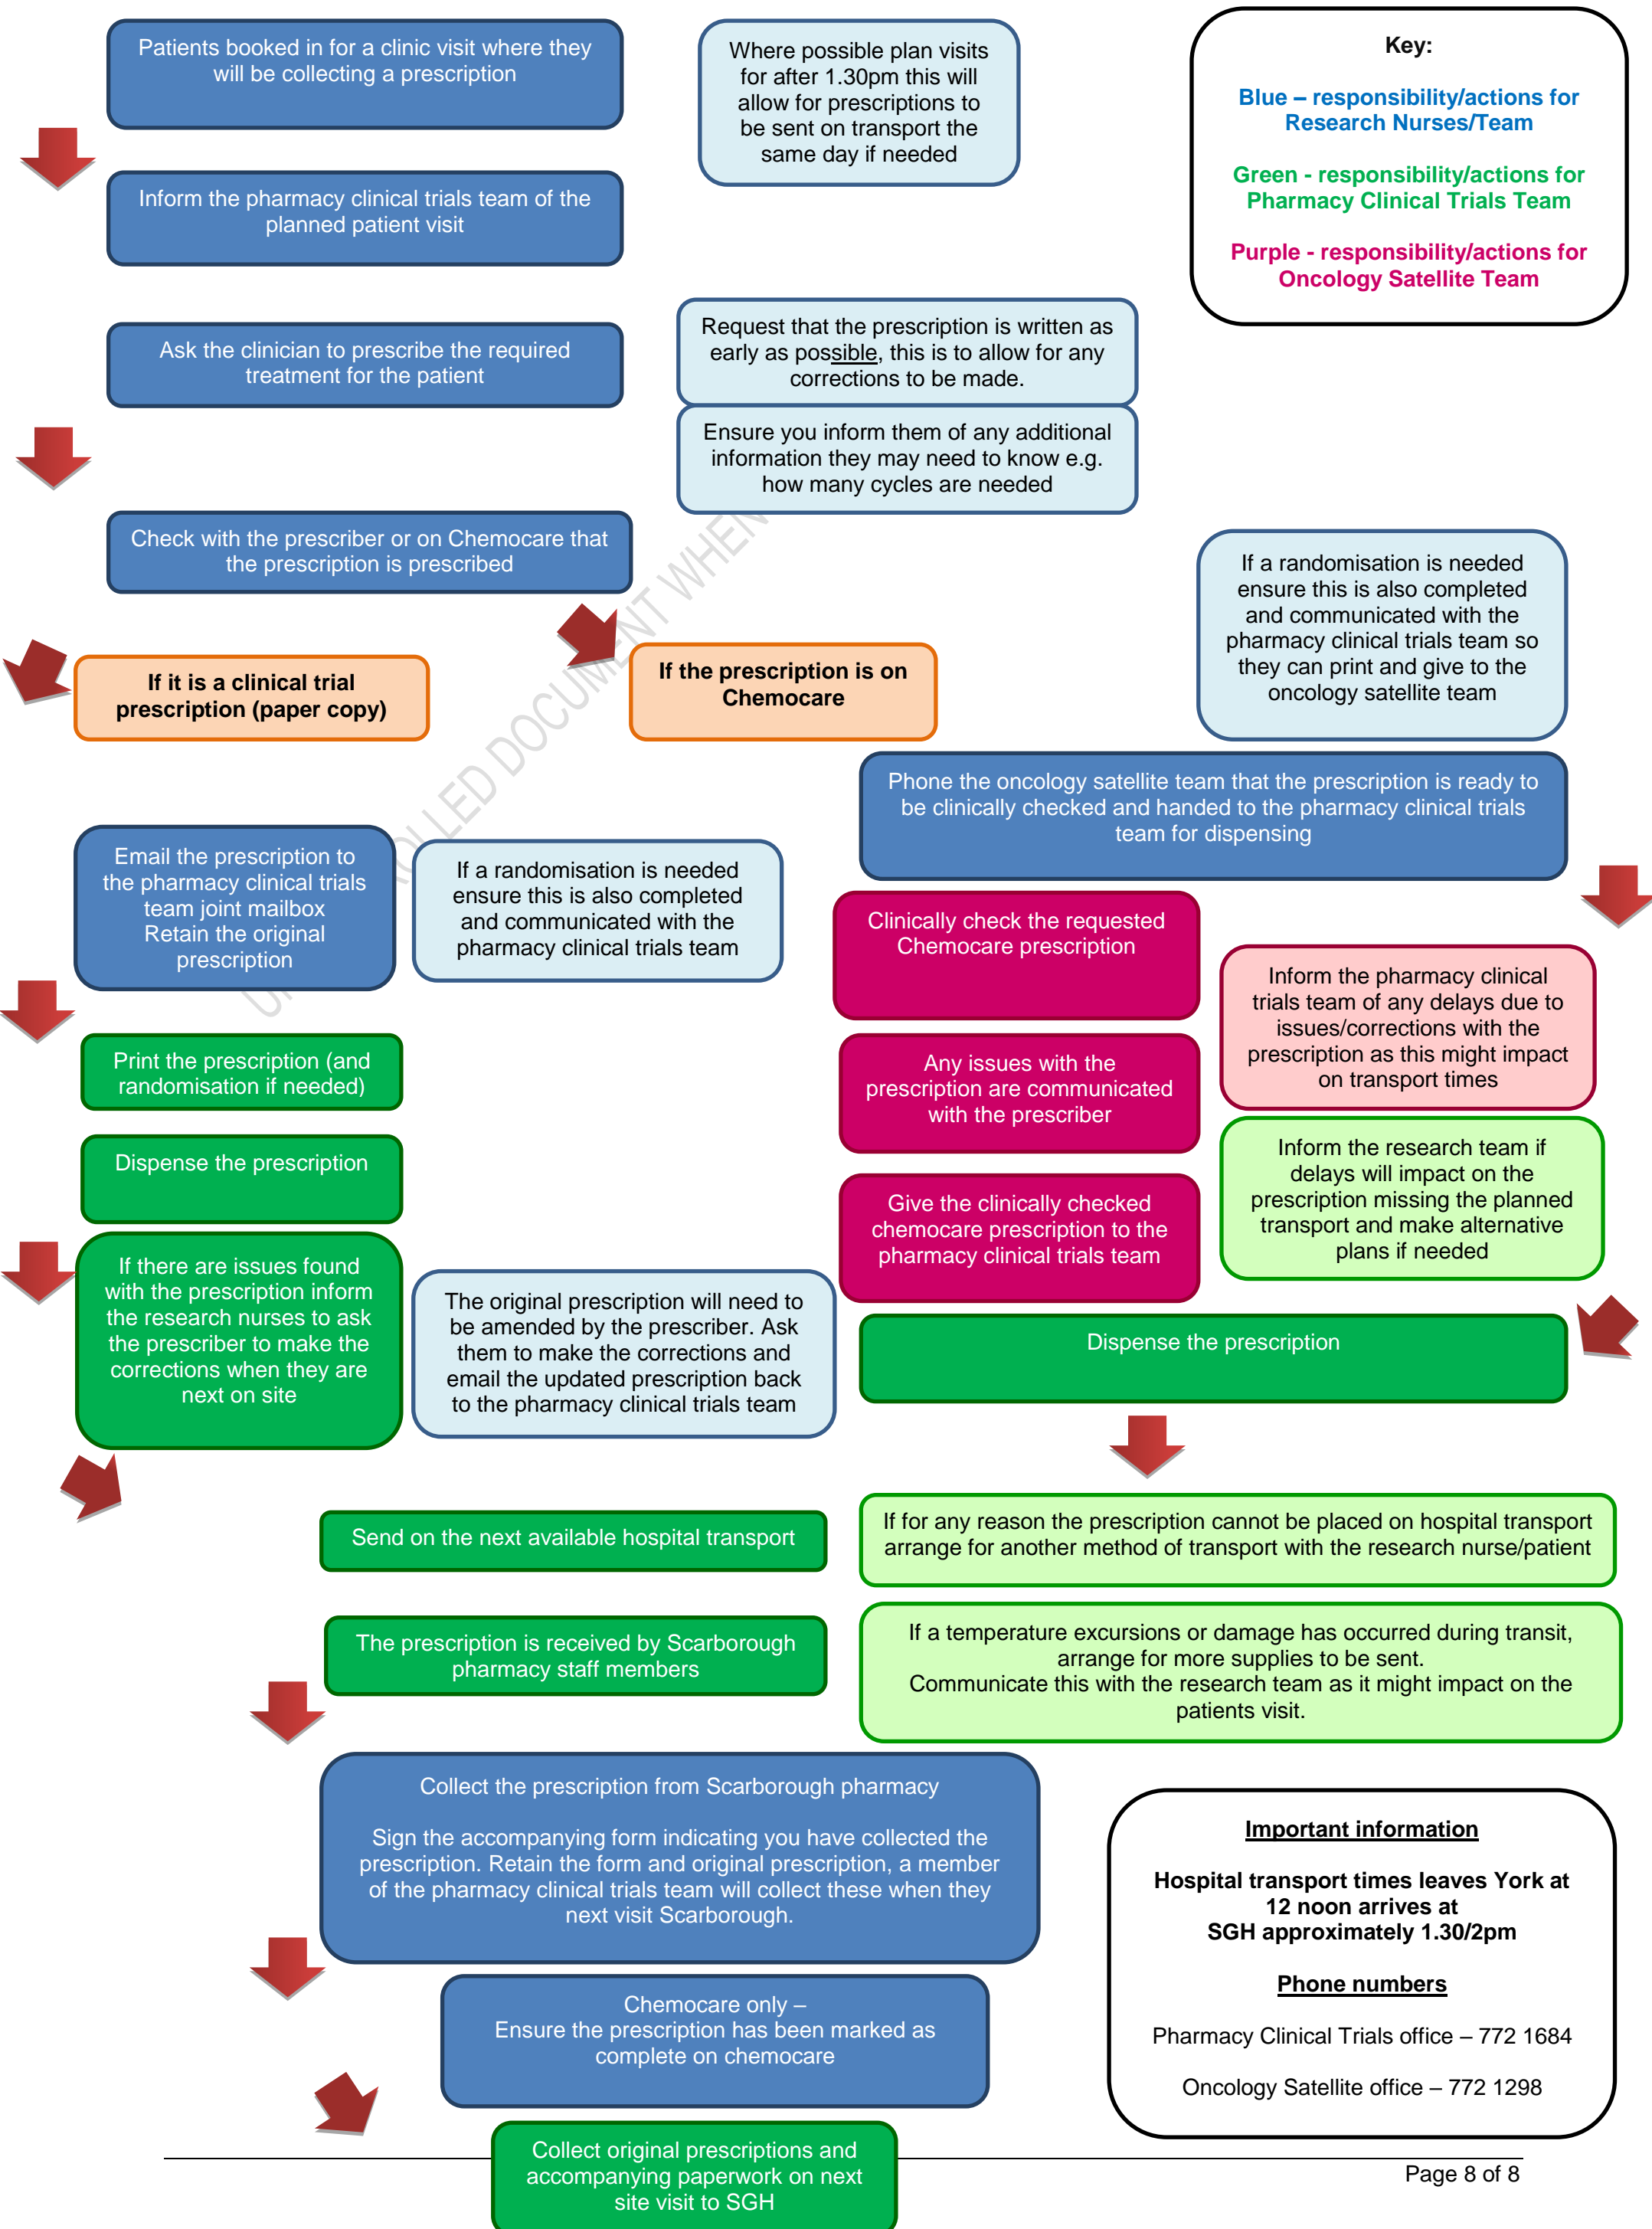 Patients booked in for a clinic visit where they
will be collecting a prescription
Where possible plan visits
for after 1.30pm this will
allow for prescriptions to
be sent on transport the
same day if needed
Key:
Blue – responsibility/actions for
Research Nurses/Team
Green - responsibility/actions for
Pharmacy Clinical Trials Team
Purple - responsibility/actions for
Oncology Satellite Team
Inform the pharmacy clinical trials team of the
planned patient visit
Ask the clinician to prescribe the required
treatment for the patient
Request that the prescription is written as
early as possible, this is to allow for any
corrections to be made.
Ensure you inform them of any additional
information they may need to know e.g.
how many cycles are needed
Check with the prescriber or on Chemocare that
the prescription is prescribed
If it is a clinical trial
prescription (paper copy)
If the prescription is on
Chemocare
If a randomisation is needed
ensure this is also completed
and communicated with the
pharmacy clinical trials team so
they can print and give to the
oncology satellite team
Phone the oncology satellite team that the prescription is ready to
be clinically checked and handed to the pharmacy clinical trials
team for dispensing
Email the prescription to
the pharmacy clinical trials
team joint mailbox
Retain the original
prescription
If a randomisation is needed
ensure this is also completed
and communicated with the
pharmacy clinical trials team
Clinically check the requested
Chemocare prescription
Inform the pharmacy clinical
trials team of any delays due to
issues/corrections with the
prescription as this might impact
on transport times
Print the prescription (and
randomisation if needed)
Any issues with the
prescription are communicated
with the prescriber
Dispense the prescription
Inform the research team if
delays will impact on the
prescription missing the planned
transport and make alternative
plans if needed
Give the clinically checked
chemocare prescription to the
pharmacy clinical trials team
If there are issues found
with the prescription inform
the research nurses to ask
the prescriber to make the
corrections when they are
next on site
The original prescription will need to
be amended by the prescriber. Ask
them to make the corrections and
email the updated prescription back
to the pharmacy clinical trials team
Dispense the prescription
Send on the next available hospital transport
If for any reason the prescription cannot be placed on hospital transport
arrange for another method of transport with the research nurse/patient
The prescription is received by Scarborough
pharmacy staff members
If a temperature excursions or damage has occurred during transit,
arrange for more supplies to be sent.
Communicate this with the research team as it might impact on the
patients visit.
Collect the prescription from Scarborough pharmacy
Sign the accompanying form indicating you have collected the
prescription. Retain the form and original prescription, a member
of the pharmacy clinical trials team will collect these when they
next visit Scarborough.
Important information
Hospital transport times leaves York at
12 noon arrives at
SGH approximately 1.30/2pm
Phone numbers
Pharmacy Clinical Trials office – 772 1684
Oncology Satellite office – 772 1298
Chemocare only –
Ensure the prescription has been marked as
complete on chemocare
Collect original prescriptions and
accompanying paperwork on next
site visit to SGH
Page 8 of 8
DOCUMENT WHEN